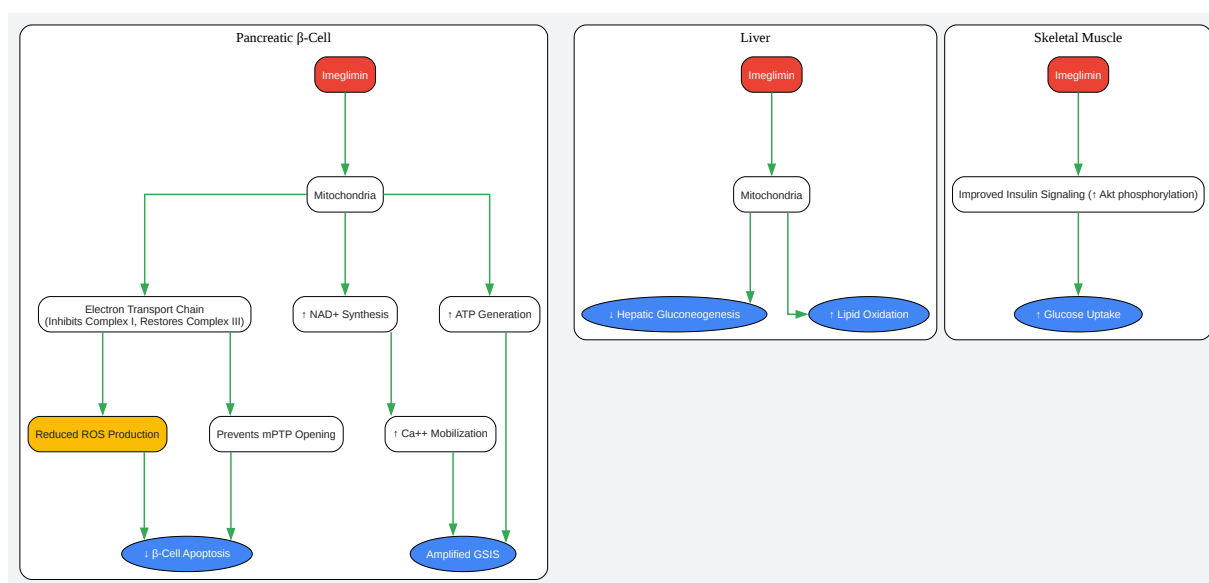 Pancreatic β-Cell
Imeglimin
Mitochondria
Electron Transport Chain
(Inhibits Complex I, Restores Complex III)
↑ NAD+ Synthesis
↑ ATP Generation
Reduced ROS Production
Prevents mPTP Opening
↑ Ca++ Mobilization
↓ β-Cell Apoptosis
Amplified GSIS
Liver
Imeglimin
Mitochondria
↓ Hepatic Gluconeogenesis
↑ Lipid Oxidation
Skeletal Muscle
Imeglimin
Improved Insulin Signaling (↑ Akt phosphorylation)
↑ Glucose Uptake